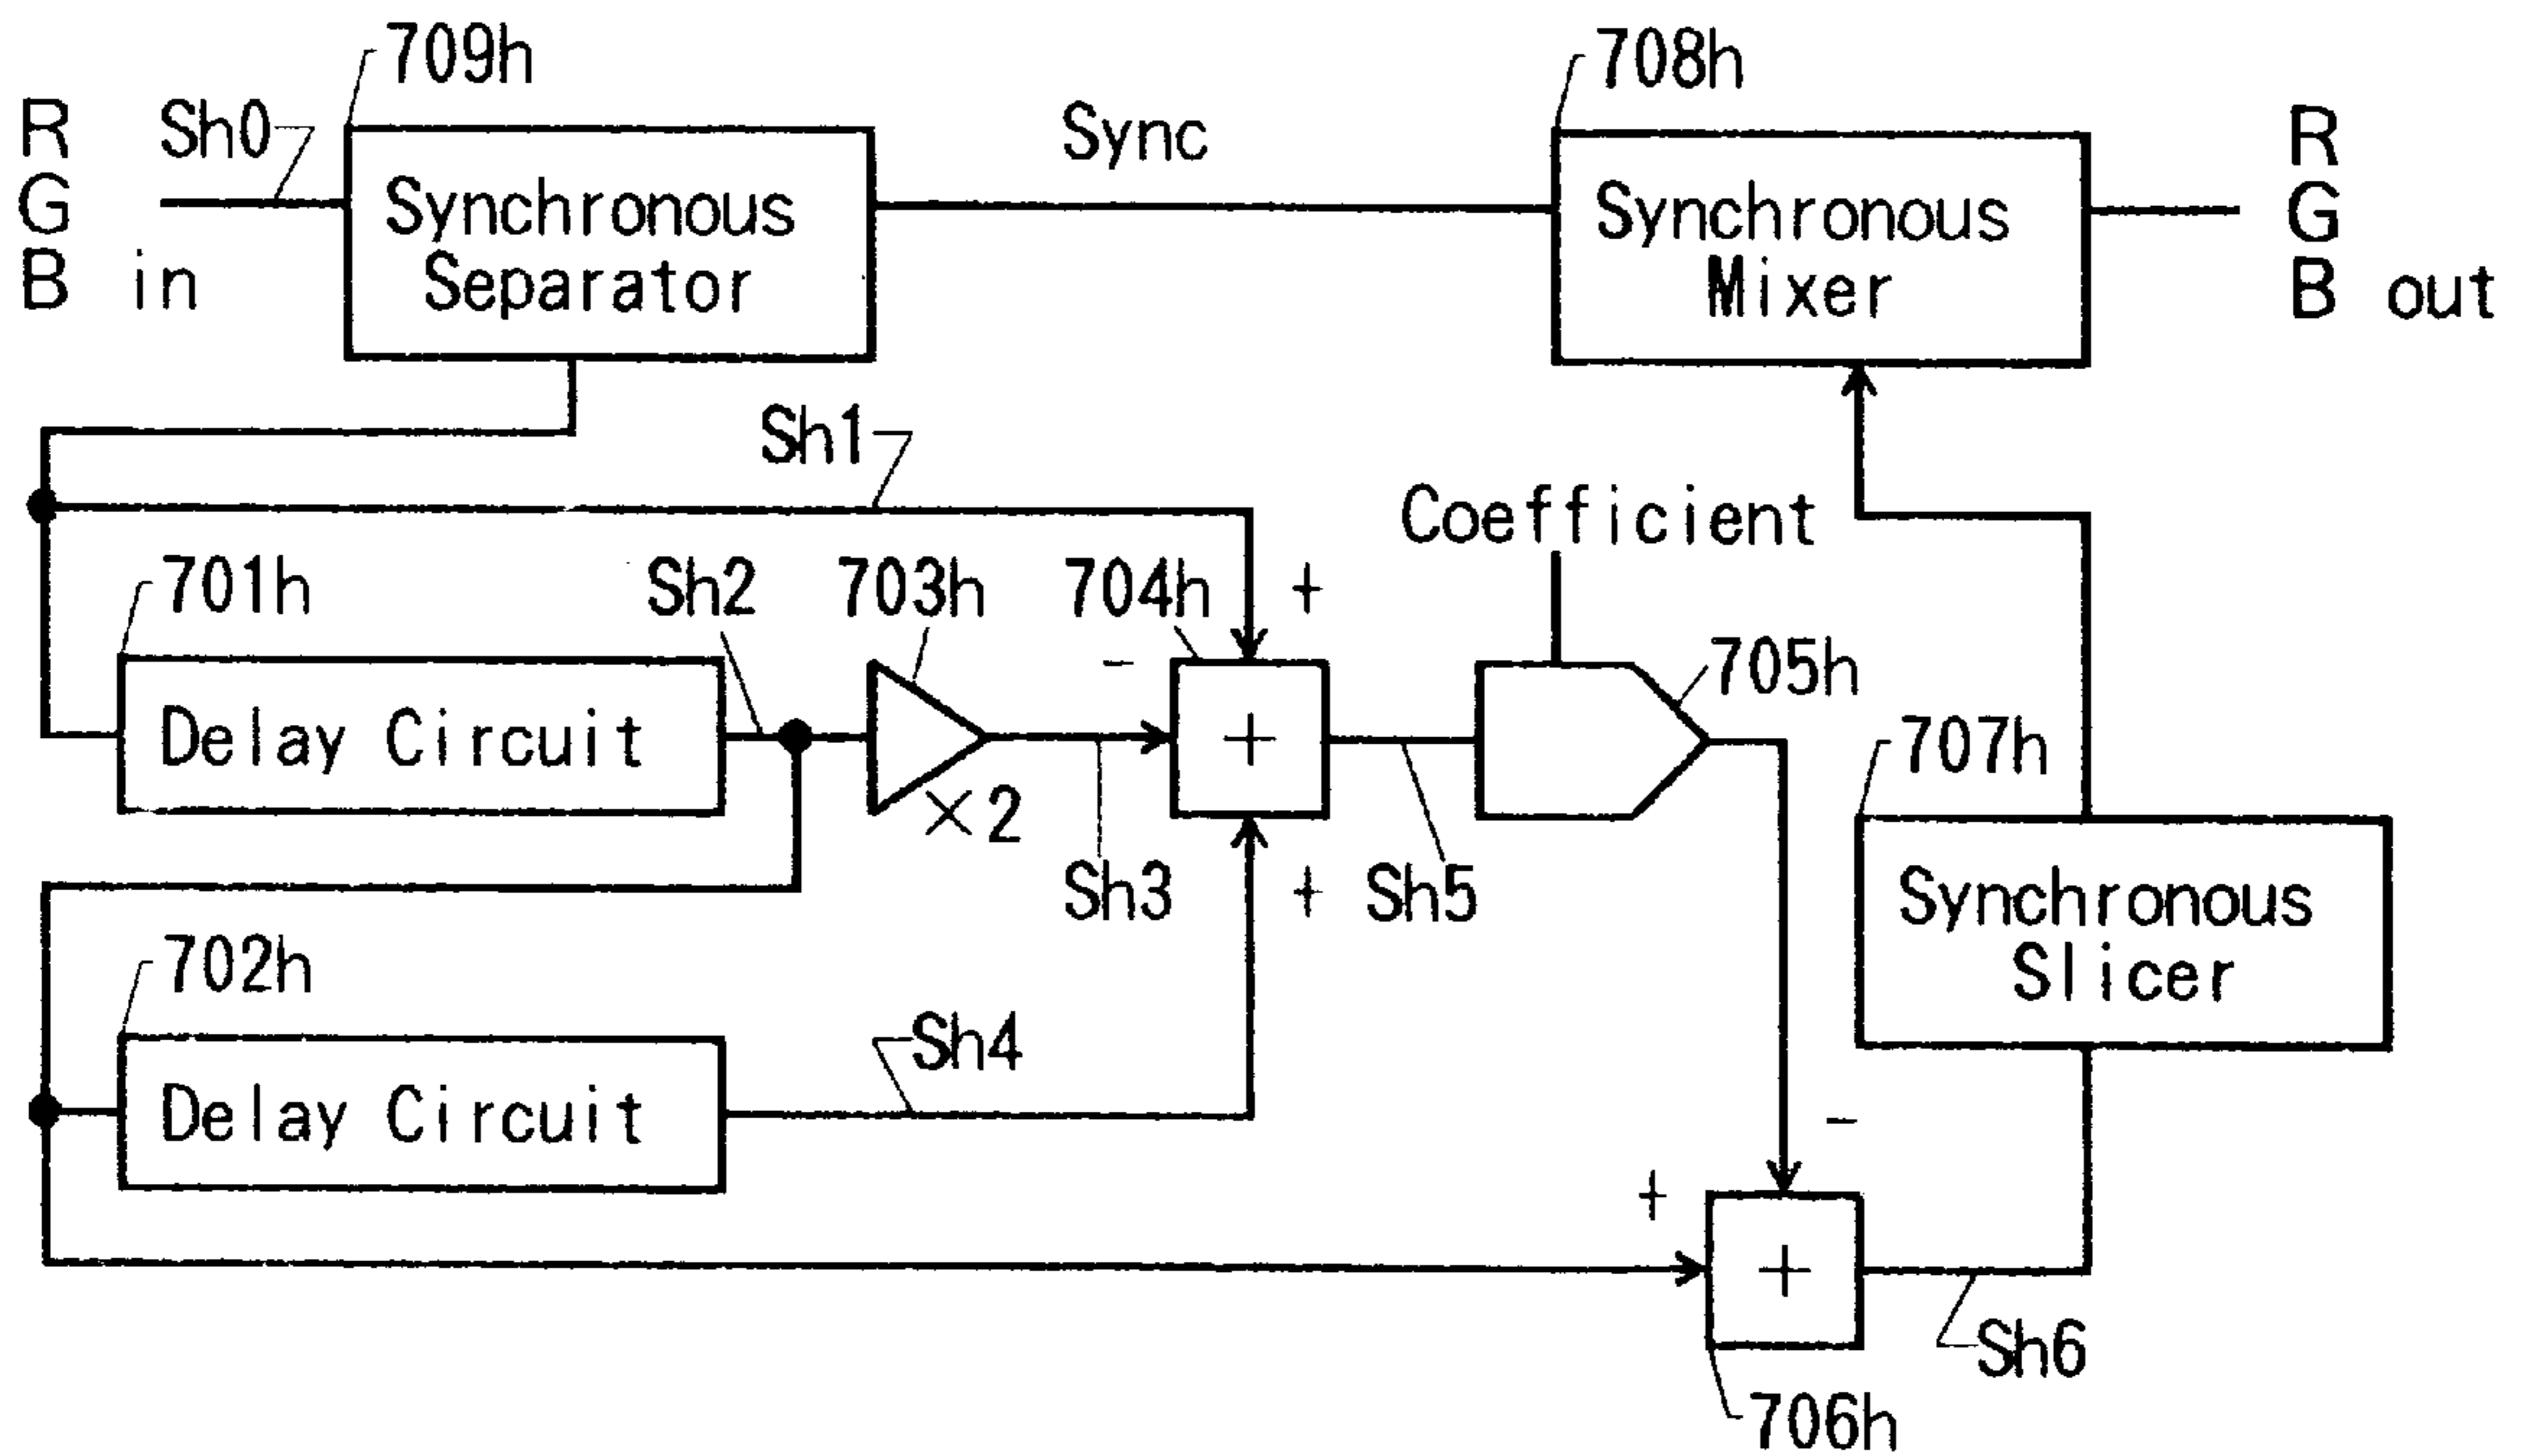 709h
708h
R
G
B in
Sh0
Synchronous
Separator
Sync
Synchronous
Mixer
R
G
B out
Sh1
Coefficient
701h
Sh2
703h
704h
+
-
705h
Delay Circuit
×2
+
707h
Sh3
+
Sh5
Synchronous
Slicer
702h
Sh4
Delay Circuit
-
+
+
Sh6
706h